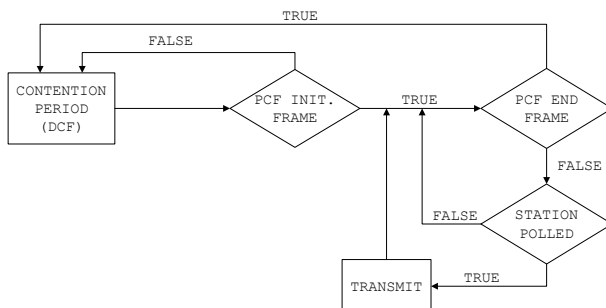 TRUE
FALSE
CONTENTION
PERIOD
(DCF)
PCF INIT.
FRAME
TRUE
PCF END
FRAME
FALSE
FALSE
STATION
POLLED
TRANSMIT
TRUE